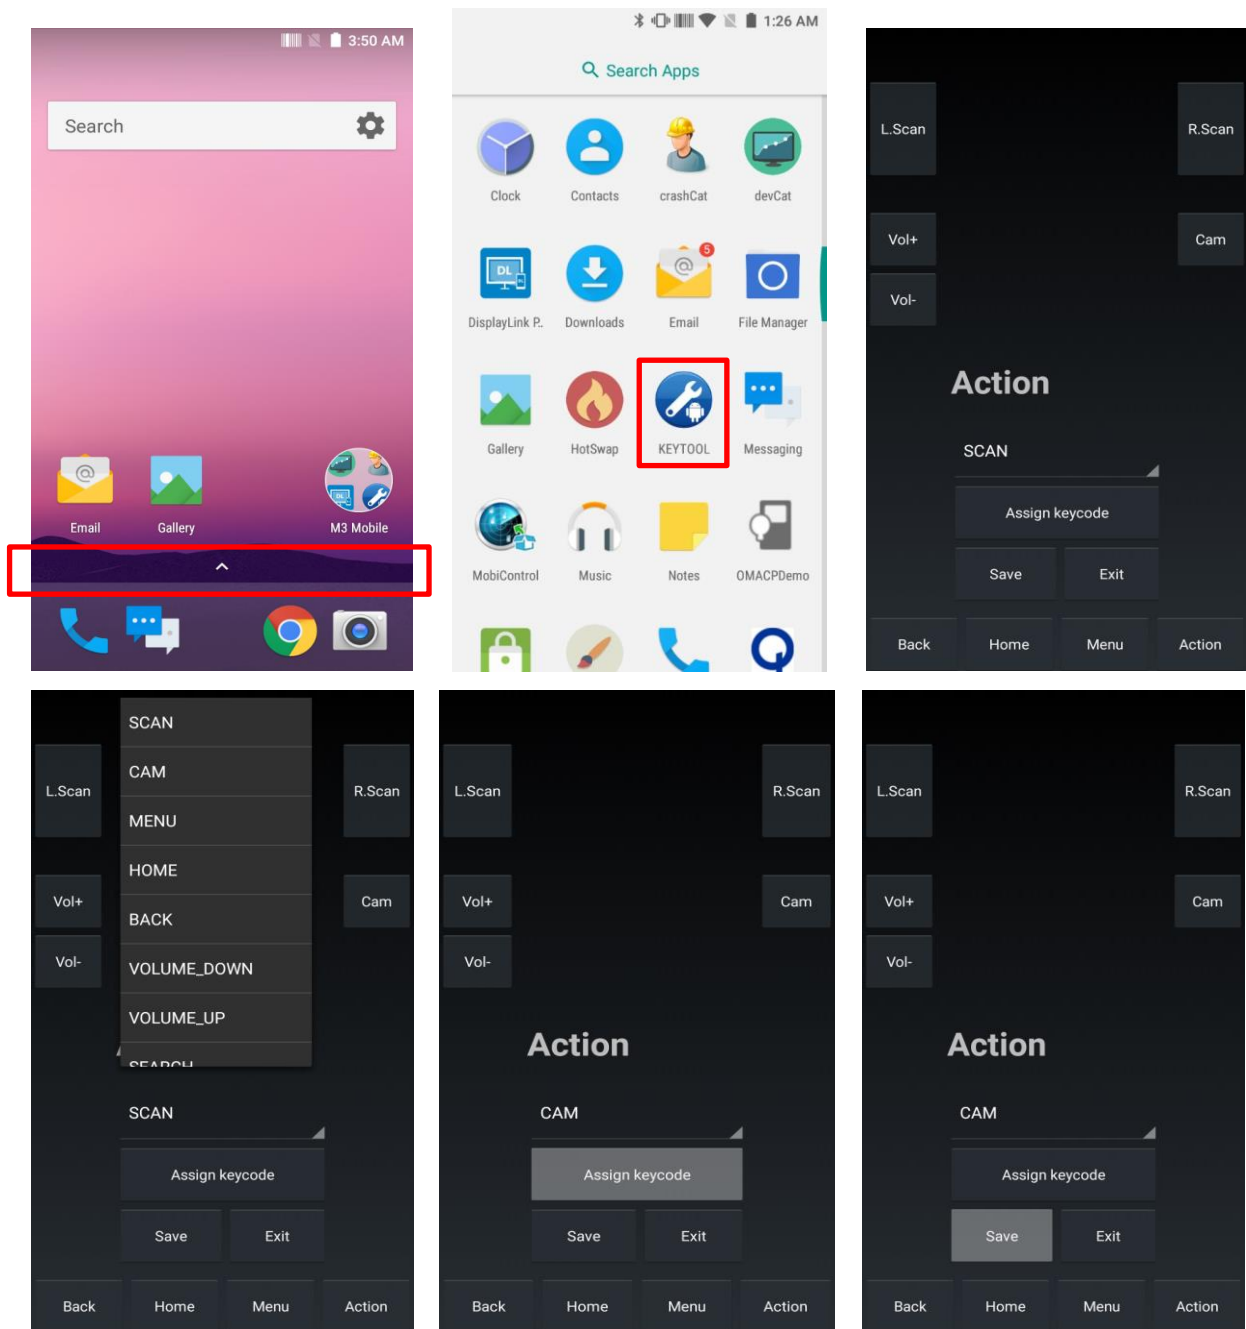 3:50 AM
Search
Email Gallery M3 Mobile
1:26 AM
Search Apps
Clock Contacts crashCat devCat
DL
5
DisplayLink P.. Downloads Email File Manager
Gallery HotSwap KEYTOOL Messaging
MobiControl Music Notes OMACPDemo
L.Scan R.Scan
Vol+ Cam
Vol-
Action
SCAN
Assign keycode
Save Exit
Back Home Menu Action
SCAN
CAM
MENU
HOME
BACK
VOLUME_DOWN
VOLUME_UP
SEARCH
L.Scan R.Scan
Vol+ Cam
Vol-
SCAN
Assign keycode
Save Exit
Back Home Menu Action
L.Scan R.Scan
Vol+ Cam
Vol-
Action
CAM
Assign keycode
Save Exit
Back Home Menu Action
L.Scan R.Scan
Vol+ Cam
Vol-
Action
CAM
Assign keycode
Save Exit
Back Home Menu Action